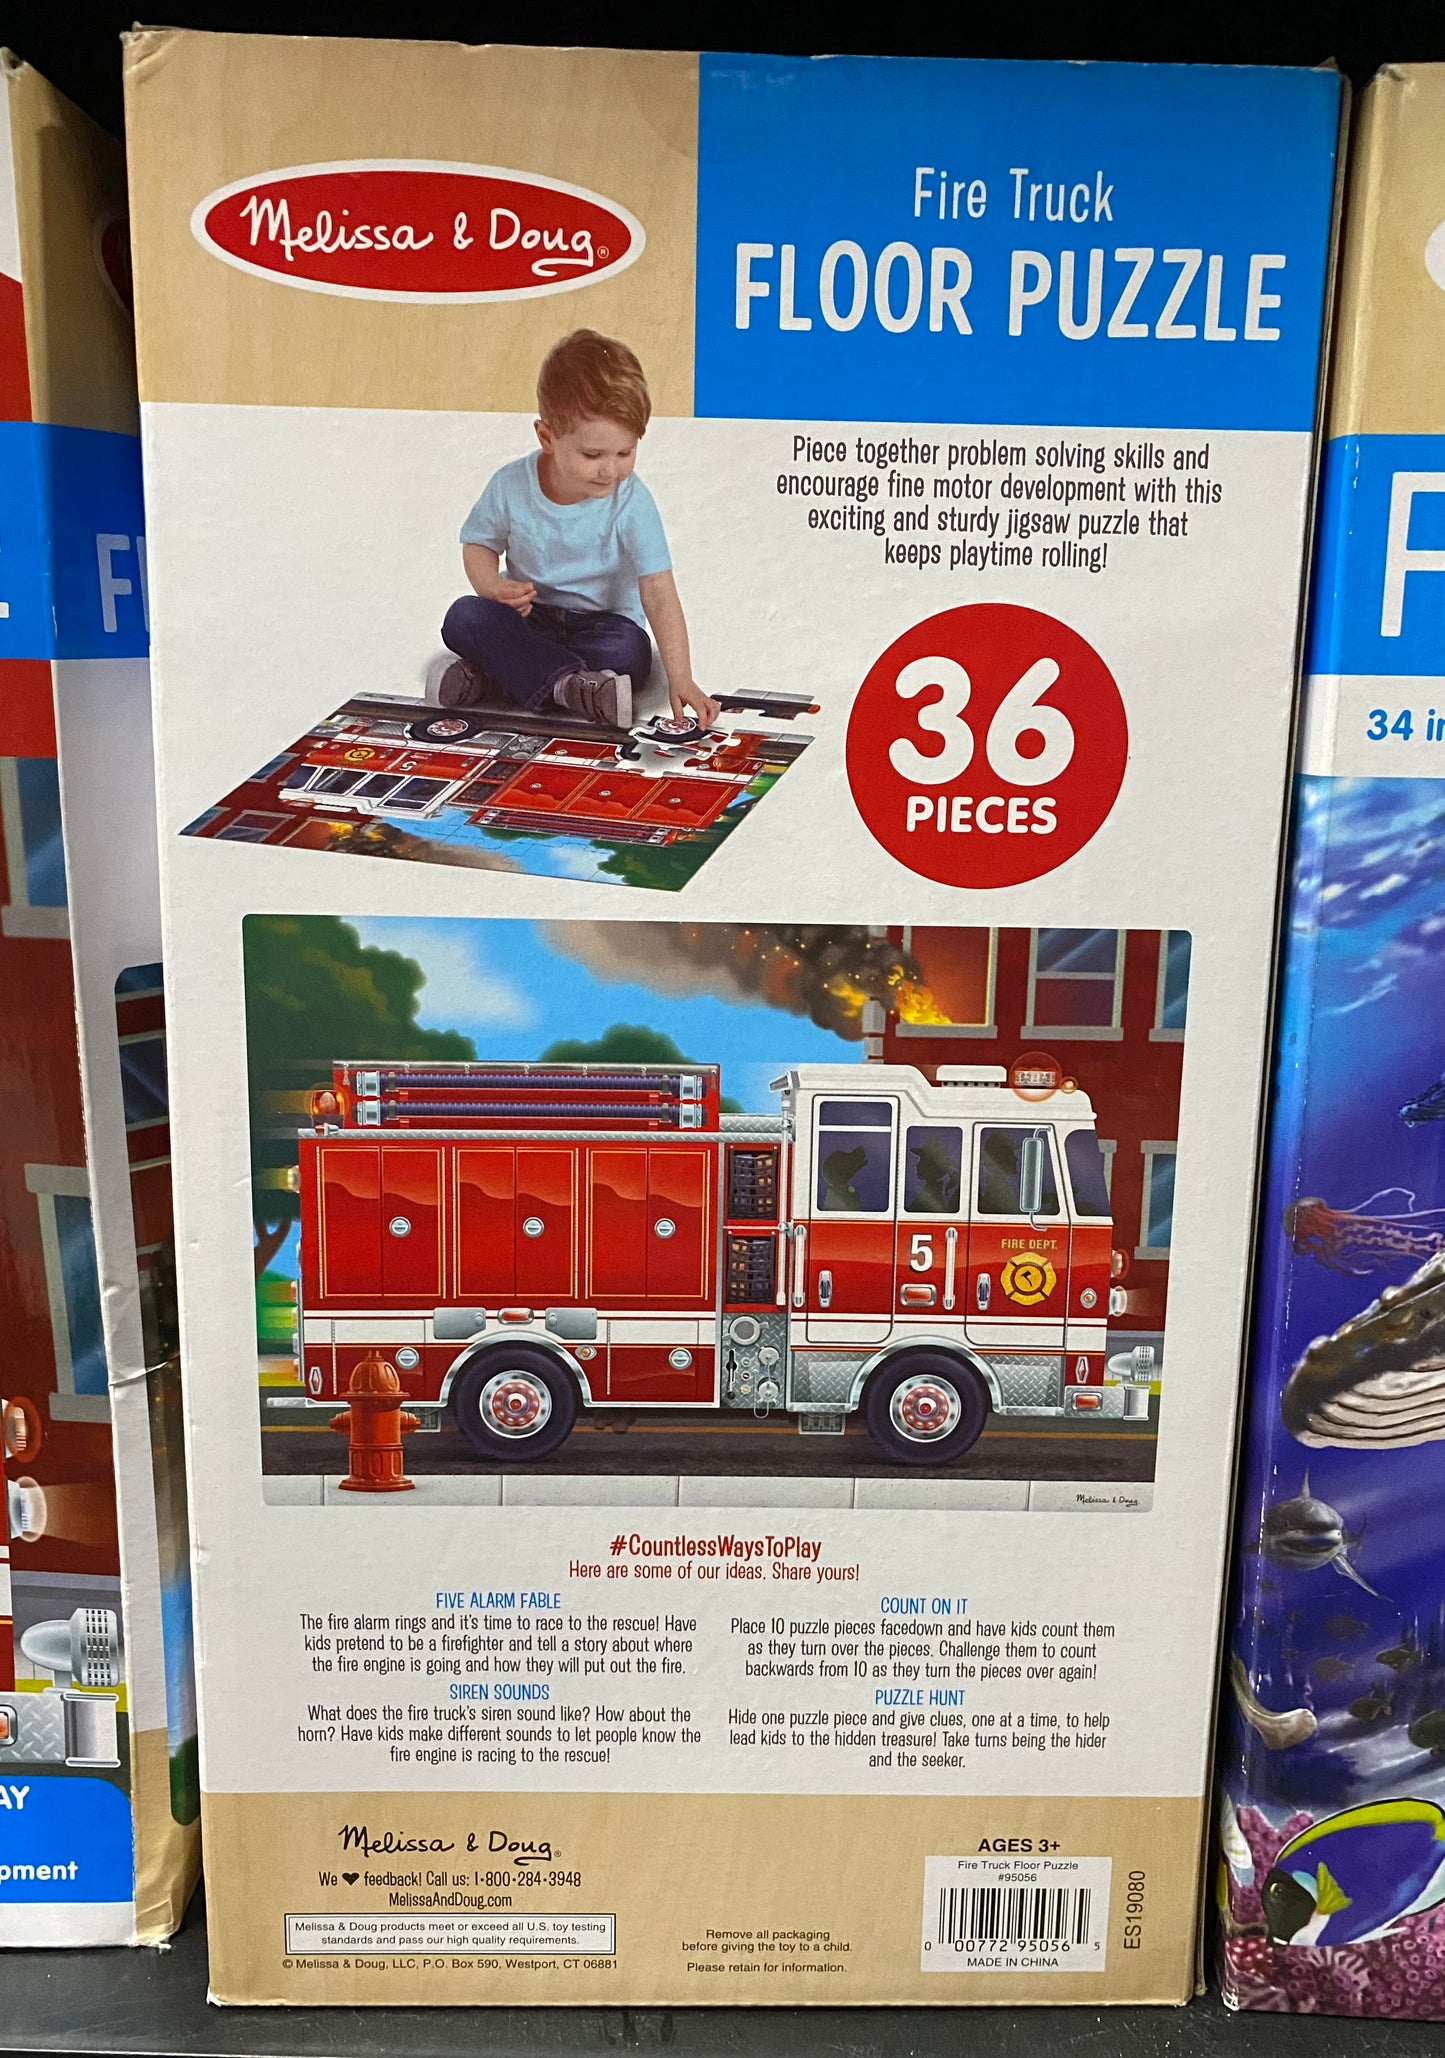 Melissa & Doug®
Fire Truck
FLOOR PUZZLE
Piece together problem solving skills and
encourage fine motor development with this
exciting and sturdy jigsaw puzzle that
keeps playtime rolling!
36
PIECES
5
FIRE DEPT.
Melissa & Doug
#CountlessWaysToPlay
Here are some of our ideas. Share yours!
FIVE ALARM FABLE
The fire alarm rings and it's time to race to the rescue! Have
kids pretend to be a firefighter and tell a story about where
the fire engine is going and how they will put out the fire.
SIREN SOUNDS
What does the fire truck's siren sound like? How about the
horn? Have kids make different sounds to let people know the
fire engine is racing to the rescue!
COUNT ON IT
Place 10 puzzle pieces facedown and have kids count them
as they turn over the pieces. Challenge them to count
backwards from 10 as they turn the pieces over again!
PUZZLE HUNT
Hide one puzzle piece and give clues, one at a time, to help
lead kids to the hidden treasure! Take turns being the hider
and the seeker.
Melissa & Doug®
We ♥ feedback! Call us: 1-800-284-3948
MelissaAndDoug.com
Melissa & Doug products meet or exceed all U.S. toy testing
standards and pass our high quality requirements.
© Melissa & Doug, LLC, P.O. Box 590, Westport, CT 06881
Remove all packaging
before giving the toy to a child.
Please retain for information.
AGES 3+
Fire Truck Floor Puzzle
#95056
0 00772 95056 5
MADE IN CHINA
ES19080
34 in